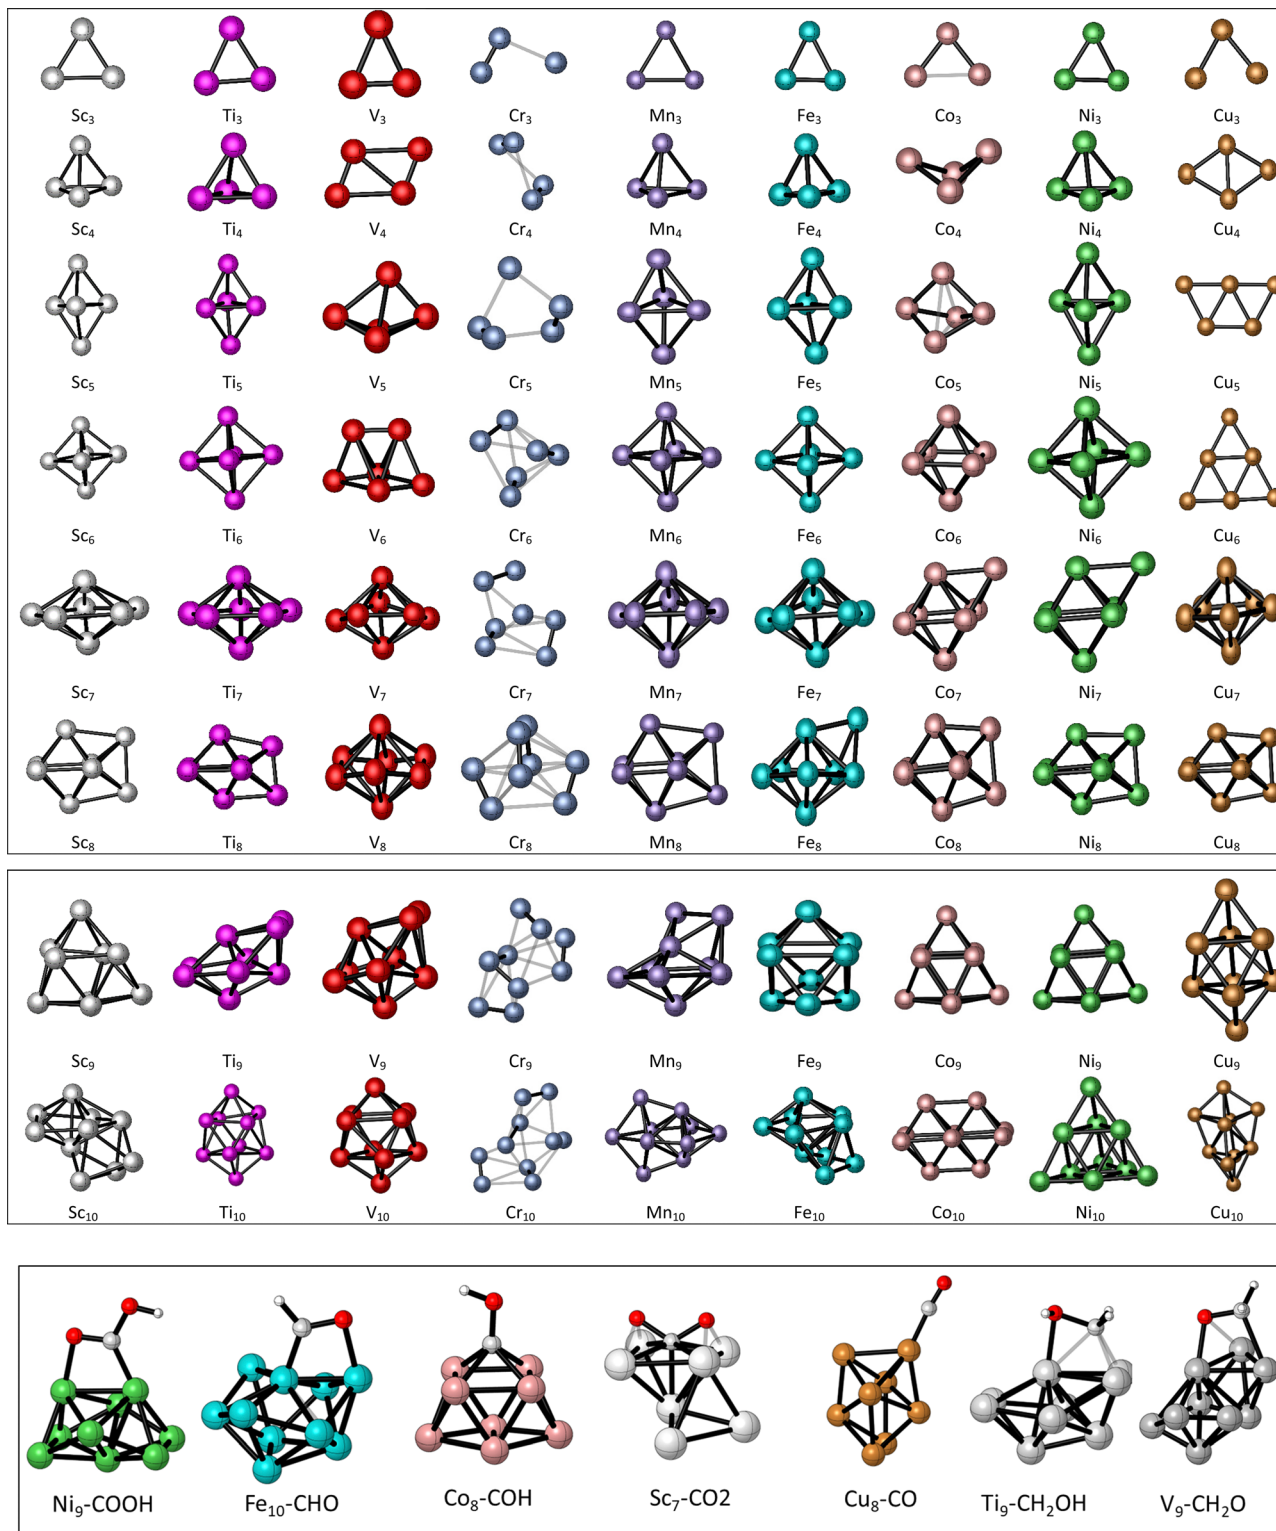 Sc₃ Ti₃ V₃ Cr₃ Mn₃ Fe₃ Co₃ Ni₃ Cu₃
Sc₄ Ti₄ V₄ Cr₄ Mn₄ Fe₄ Co₄ Ni₄ Cu₄
Sc₅ Ti₅ V₅ Cr₅ Mn₅ Fe₅ Co₅ Ni₅ Cu₅
Sc₆ Ti₆ V₆ Cr₆ Mn₆ Fe₆ Co₆ Ni₆ Cu₆
Sc₇ Ti₇ V₇ Cr₇ Mn₇ Fe₇ Co₇ Ni₇ Cu₇
Sc₈ Ti₈ V₈ Cr₈ Mn₈ Fe₈ Co₈ Ni₈ Cu₈
Sc₉ Ti₉ V₉ Cr₉ Mn₉ Fe₉ Co₉ Ni₉ Cu₉
Sc₁₀ Ti₁₀ V₁₀ Cr₁₀ Mn₁₀ Fe₁₀ Co₁₀ Ni₁₀ Cu₁₀
Ni₉-COOH Fe₁₀-CHO Co₈-COH Sc₇-CO2 Cu₈-CO Ti₉-CH₂OH V₉-CH₂O